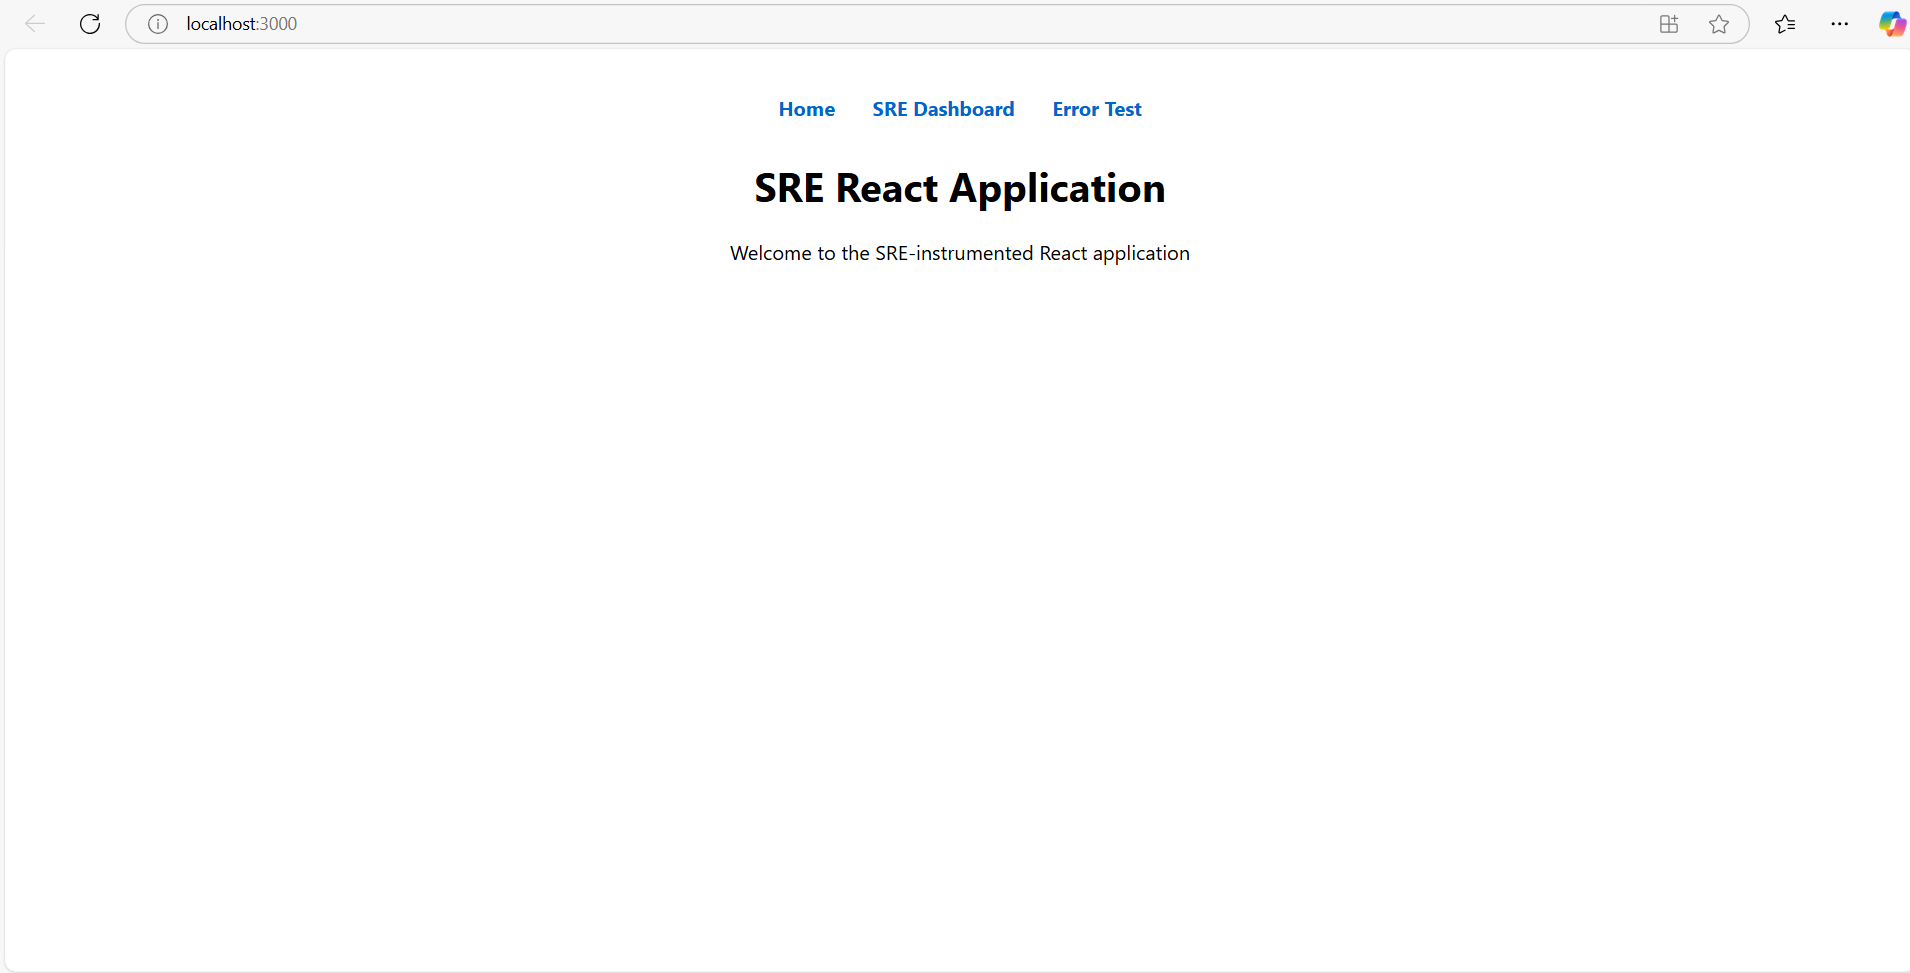 localhost:3000
Home SRE Dashboard Error Test
SRE React Application
Welcome to the SRE-instrumented React application